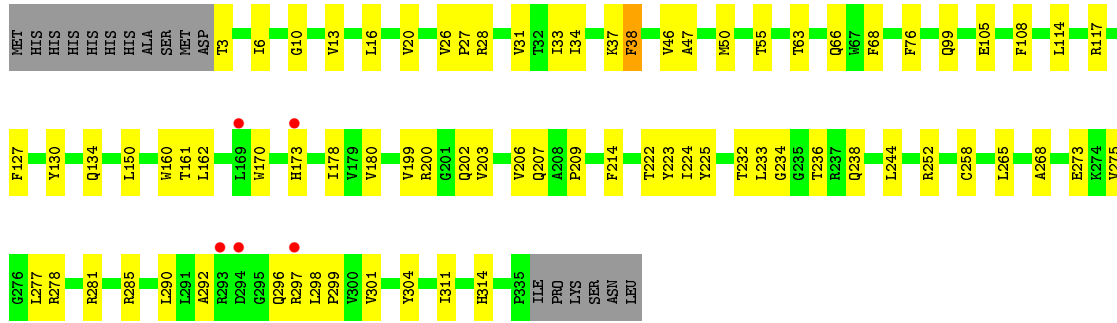 MET HIS HIS HIS HIS HIS HIS ALA SER MET ASP T3 I6 G10 V13 L16 V20 V26 P27 R28 V31 T32 I33 I34 K37 F38 V46 A47 M50 T55 T63 Q66 W67 F68 F76 Q99 E105 F108 L114 R117
F127 Y130 Q134 L150 W160 T161 L162 L169 W170 H173 I178 V179 V180 V199 R200 G201 Q202 V203 V206 Q207 A208 P209 F214 T222 Y223 I224 Y225 T232 L233 G234 G235 T236 R237 Q238 L244 R252 C258 L265 A268 E273 K274 V275
G276 L277 R278 R281 R285 L290 L291 A292 R293 D294 G295 Q296 R297 L298 P299 V300 V301 Y304 I311 H314 P335 ILE PRO LYS SER ASN LEU